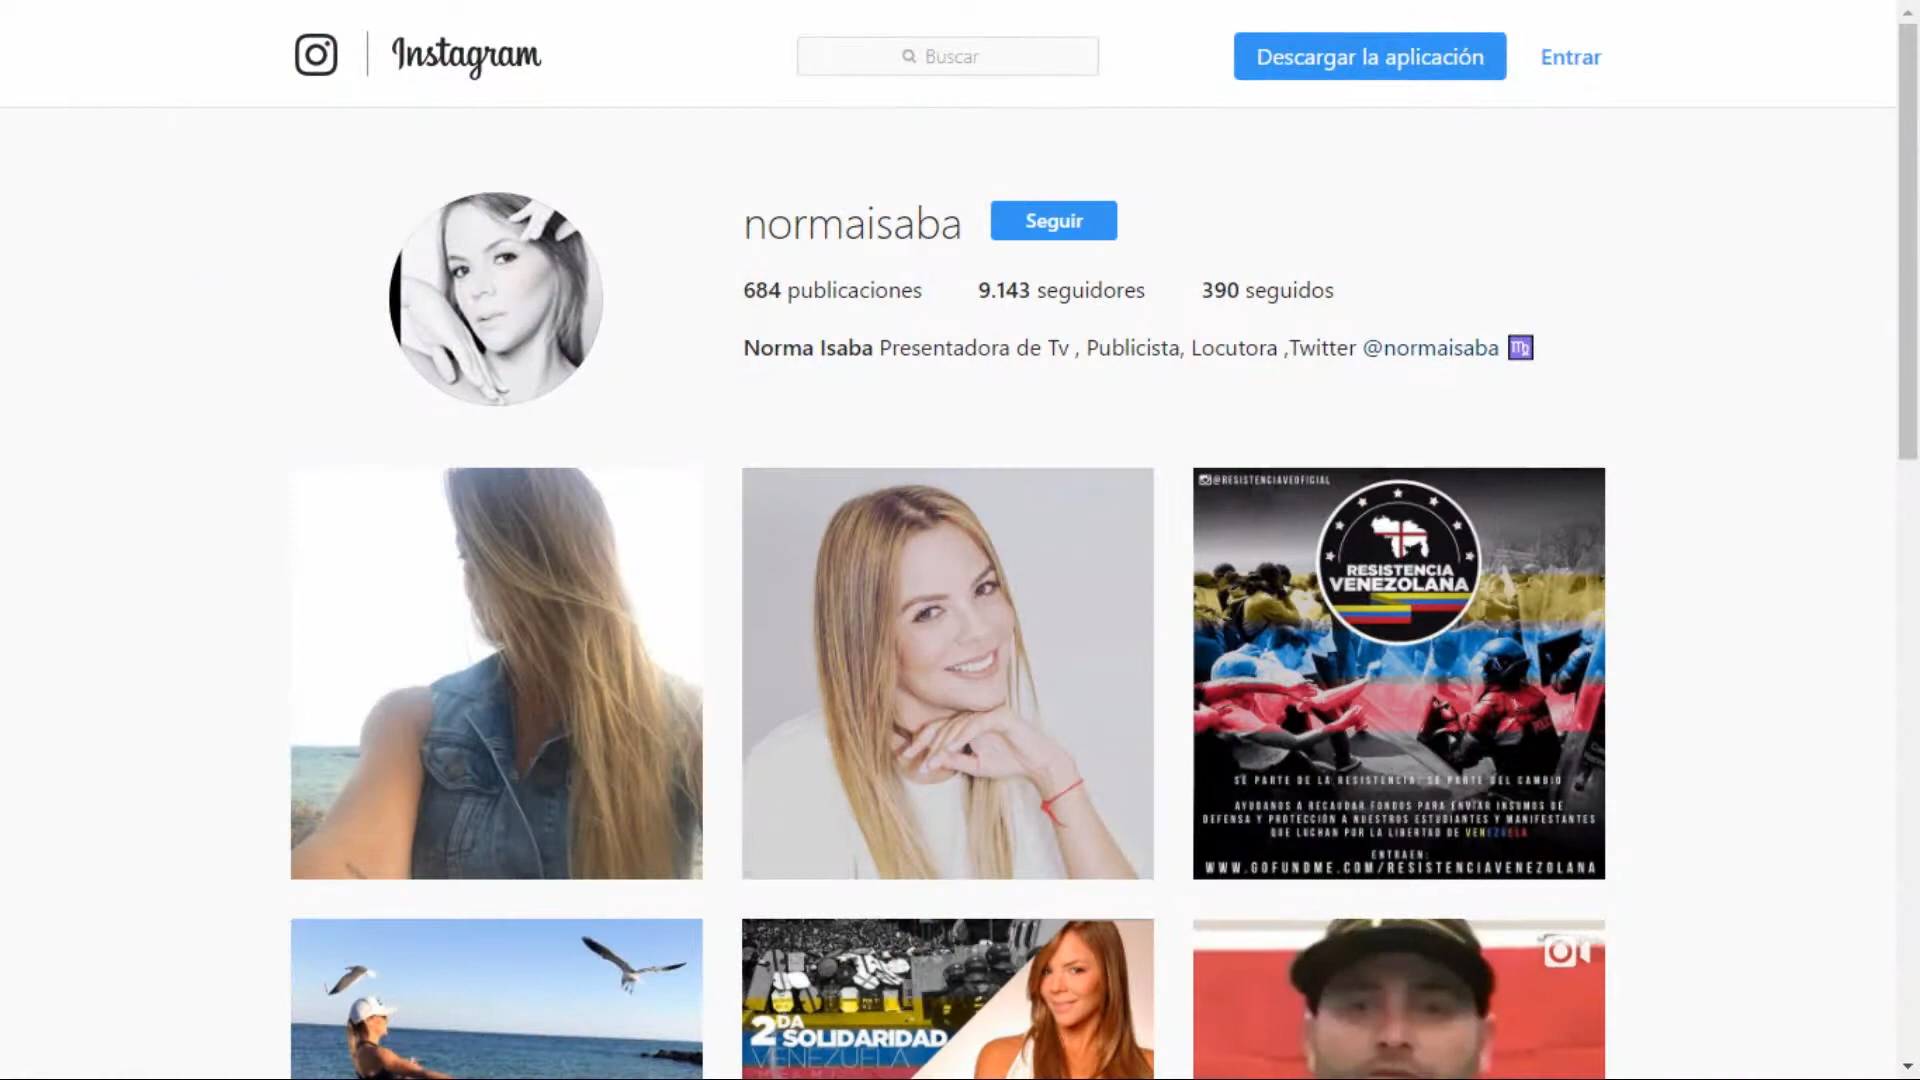 Instagram
Buscar
Descargar la aplicación
Entrar
normaisaba
Seguir
684 publicaciones
9.143 seguidores
390 seguidos
Norma Isaba Presentadora de Tv , Publicista, Locutora ,Twitter @normaisaba ♍
@RESISTENCIAVEOFICIAL
RESISTENCIA
VENEZOLANA
SE PARTE DE LA RESISTENCIA, SE PARTE DEL CAMBIO
AYUDANOS A RECAUDAR FONDOS PARA ENVIAR INSUMOS DE
DEFENSA Y PROTECCIÓN A NUESTROS ESTUDIANTES Y MANIFESTANTES
QUE LUCHAN POR LA LIBERTAD DE VENEZUELA
ENTRA EN:
WWW.GOFUNDME.COM/RESISTENCIAVENEZOLANA
2DA
SOLIDARIDAD
VENEZUELA